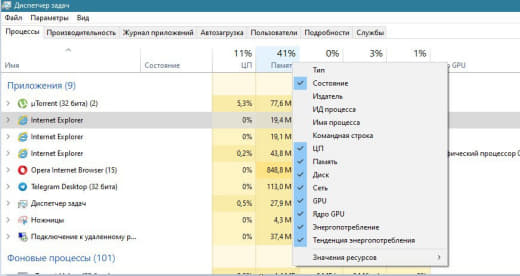 Диспетчер задач
Файл Параметры Вид
Процессы Производительность Журнал приложений Автозагрузка Пользователи Подробности Службы
11% 41% 0% 3% 1%
Имя Состояние ЦП Память GPU
Приложения (9)
µTorrent (32 бита) (2) 5,3% 77,6 М
Internet Explorer 0% 19,4 М
Internet Explorer 0% 19,1 М
Internet Explorer 0,2% 43,8 М
Opera Internet Browser (15) 0% 848,8 М
Telegram Desktop (32 бита) 0% 113,0 М
Диспетчер задач 0,5% 27,9 М
Ножницы 0% 4,3 М
Подключение к удаленному р... 0% 37,4 М
Фоновые процессы (101)
Тип
Состояние
Издатель
ИД процесса
Имя процесса
Командная строка
ЦП
Память
Диск
Сеть
GPU
Ядро GPU
Энергопотребление
Тенденция энергопотребления
Значения ресурсов
фический процессор 0